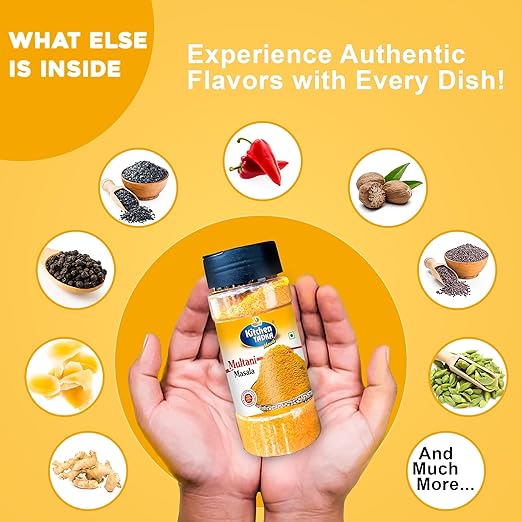 WHAT ELSE
IS INSIDE
Experience Authentic
Flavors with Every Dish!
Kitchen
TADKA
Multani
Masala
And
Much
More...